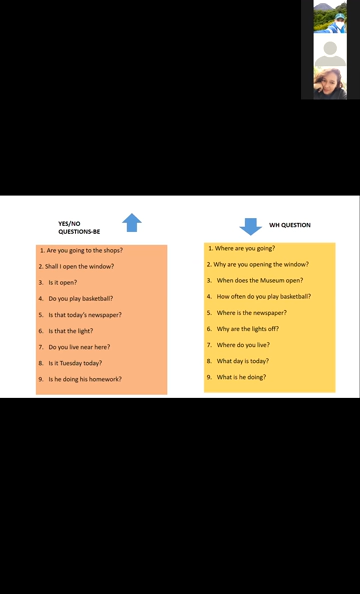 YES/NO
QUESTIONS-BE
1. Are you going to the shops?
2. Shall I open the window?
3. Is it open?
4. Do you play basketball?
5. Is that today's newspaper?
6. Is that the light?
7. Do you live near here?
8. Is it Tuesday today?
9. Is he doing his homework?
WH QUESTION
1. Where are you going?
2. Why are you opening the window?
3. When does the Museum open?
4. How often do you play basketball?
5. Where is the newspaper?
6. Why are the lights off?
7. Where do you live?
8. What day is today?
9. What is he doing?